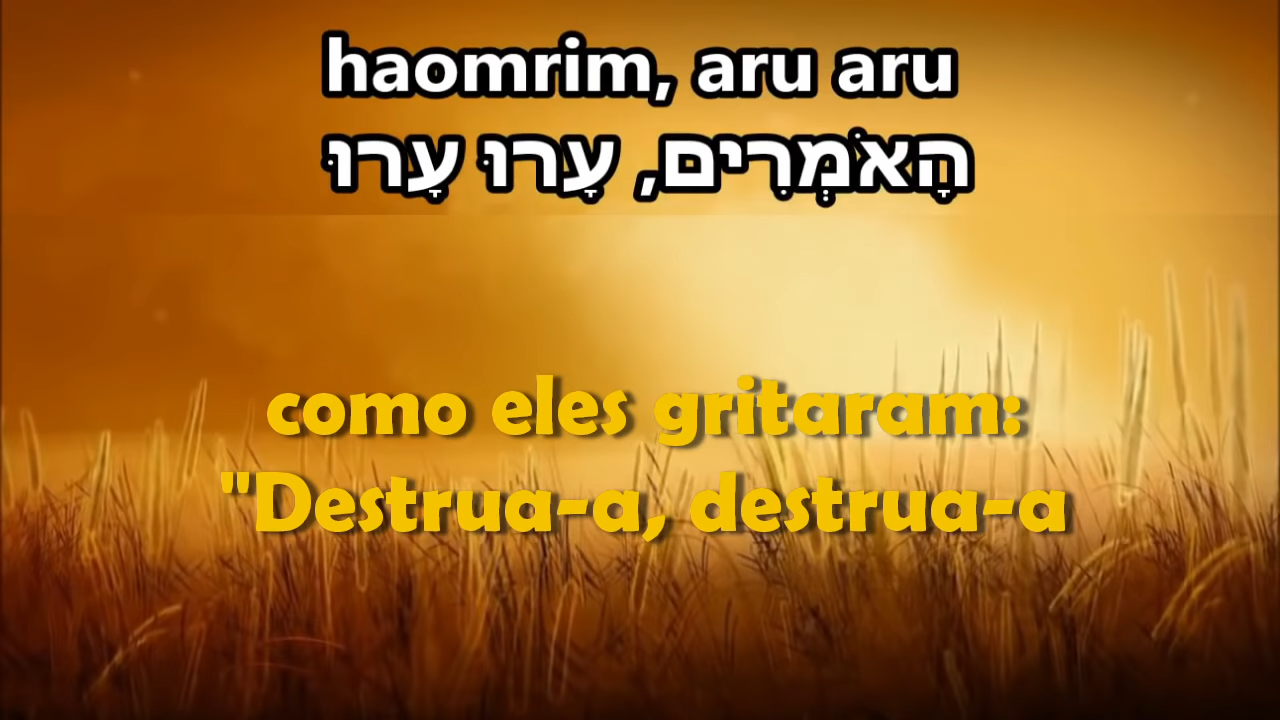 haomrim, aru aru
הָאֹמְרִים, עָרוּ עָרוּ
como eles gritaram:
"Destrua-a, destrua-a